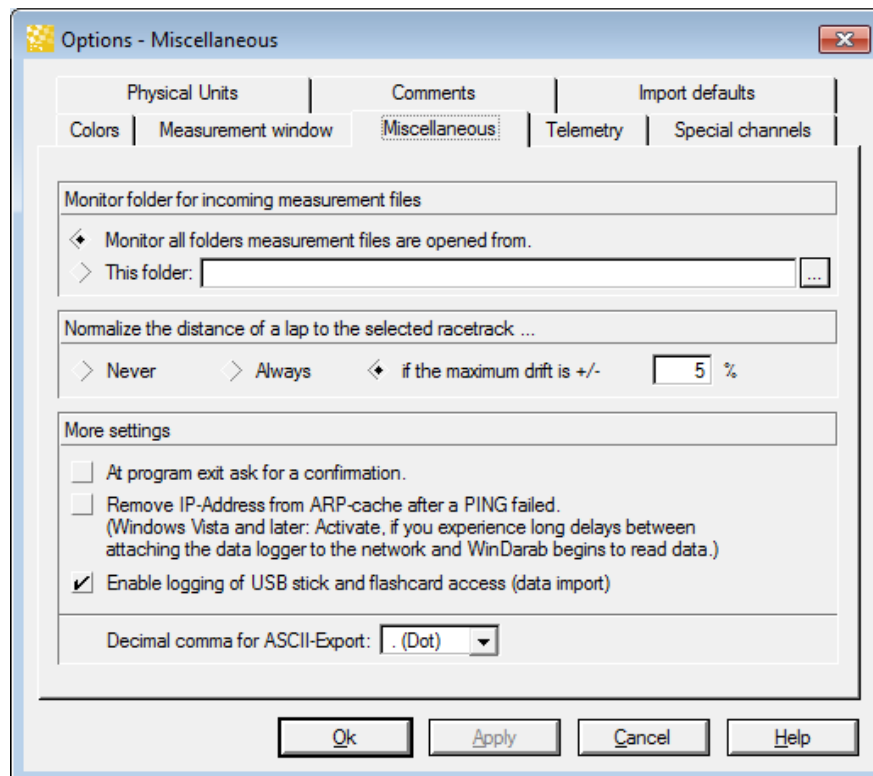 Options - Miscellaneous
Physical Units Comments Import defaults
Colors Measurement window Miscellaneous Telemetry Special channels
Monitor folder for incoming measurement files
Monitor all folders measurement files are opened from.
This folder: ...
Normalize the distance of a lap to the selected racetrack ...
Never Always if the maximum drift is +/- 5 %
More settings
At program exit ask for a confirmation.
Remove IP-Address from ARP-cache after a PING failed.
(Windows Vista and later: Activate, if you experience long delays between
attaching the data logger to the network and WinDarab begins to read data.)
Enable logging of USB stick and flashcard access (data import)
Decimal comma for ASCII-Export: . (Dot)
Ok Apply Cancel Help